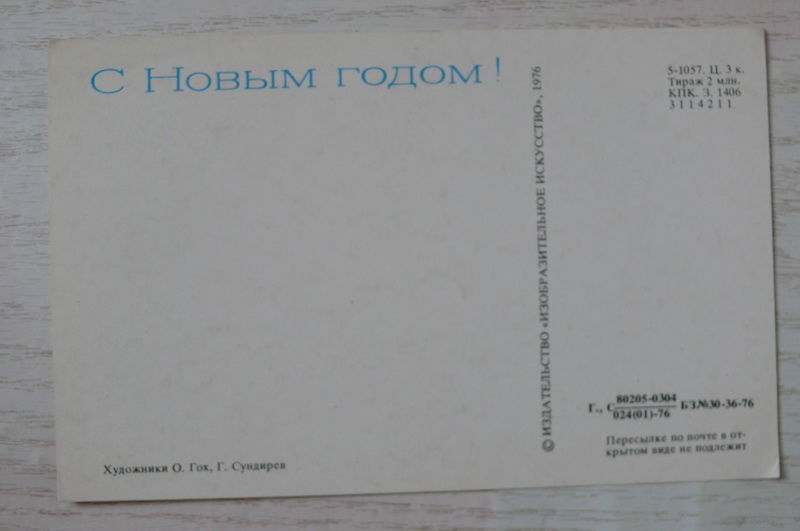 С Новым годом!
© ИЗДАТЕЛЬСТВО «ИЗОБРАЗИТЕЛЬНОЕ ИСКУССТВО», 1976
5-1057. Ц. 3 к.
Тираж 2 млн.
КПК. З. 1406
3114211
Г., С 80205-0304
024(01)-76 БЗ№30-36-76
Пересылке по почте в от-
крытом виде не подлежит
Художники О. Гох, Г. Сундирев